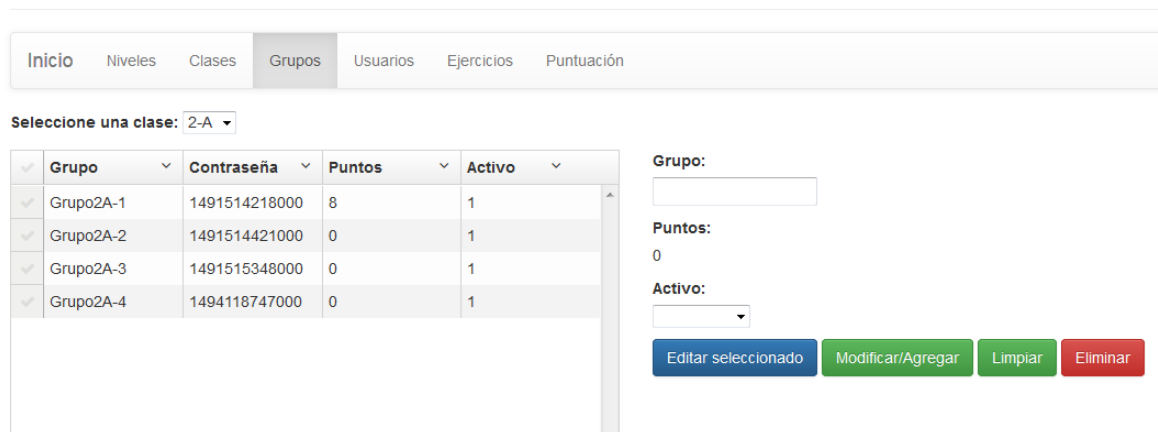 Inicio Niveles Clases Grupos Usuarios Ejercicios Puntuación
Seleccione una clase: 2-A
Grupo Contraseña Puntos Activo
Grupo2A-1 1491514218000 8 1
Grupo2A-2 1491514421000 0 1
Grupo2A-3 1491515348000 0 1
Grupo2A-4 1494118747000 0 1
Grupo:
Puntos:
0
Activo:
Editar seleccionado Modificar/Agregar Limpiar Eliminar